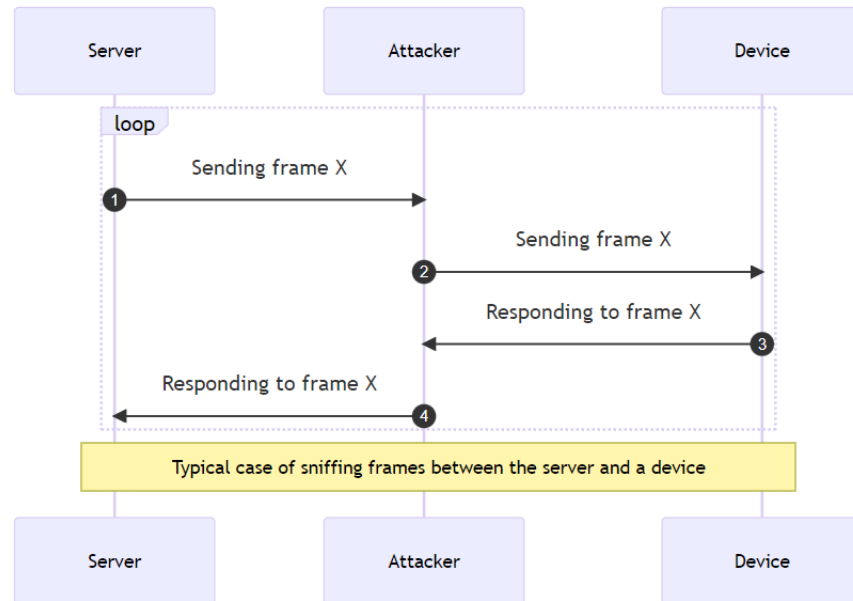 Server
Attacker
Device
loop
Sending frame X
1
Sending frame X
2
Responding to frame X
3
Responding to frame X
4
Typical case of sniffing frames between the server and a device
Server
Attacker
Device